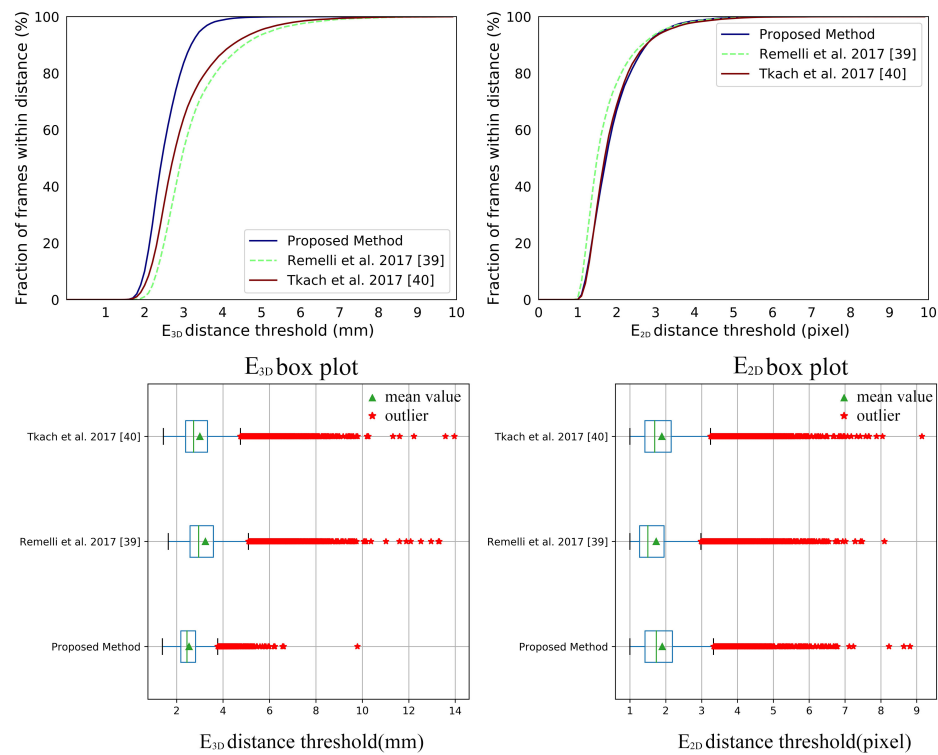 Fraction of frames within distance (%)
100
80
60
40
20
0
1 2 3 4 5 6 7 8 9 10
E3D distance threshold (mm)
Proposed Method
Remelli et al. 2017 [39]
Tkach et al. 2017 [40]
Fraction of frames within distance (%)
100
80
60
40
20
0
0 1 2 3 4 5 6 7 8 9 10
E2D distance threshold (pixel)
Proposed Method
Remelli et al. 2017 [39]
Tkach et al. 2017 [40]
E3D box plot
mean value
outlier
Tkach et al. 2017 [40]
Remelli et al. 2017 [39]
Proposed Method
2 4 6 8 10 12 14
E3D distance threshold(mm)
E2D box plot
mean value
outlier
Tkach et al. 2017 [40]
Remelli et al. 2017 [39]
Proposed Method
1 2 3 4 5 6 7 8 9
E2D distance threshold(pixel)